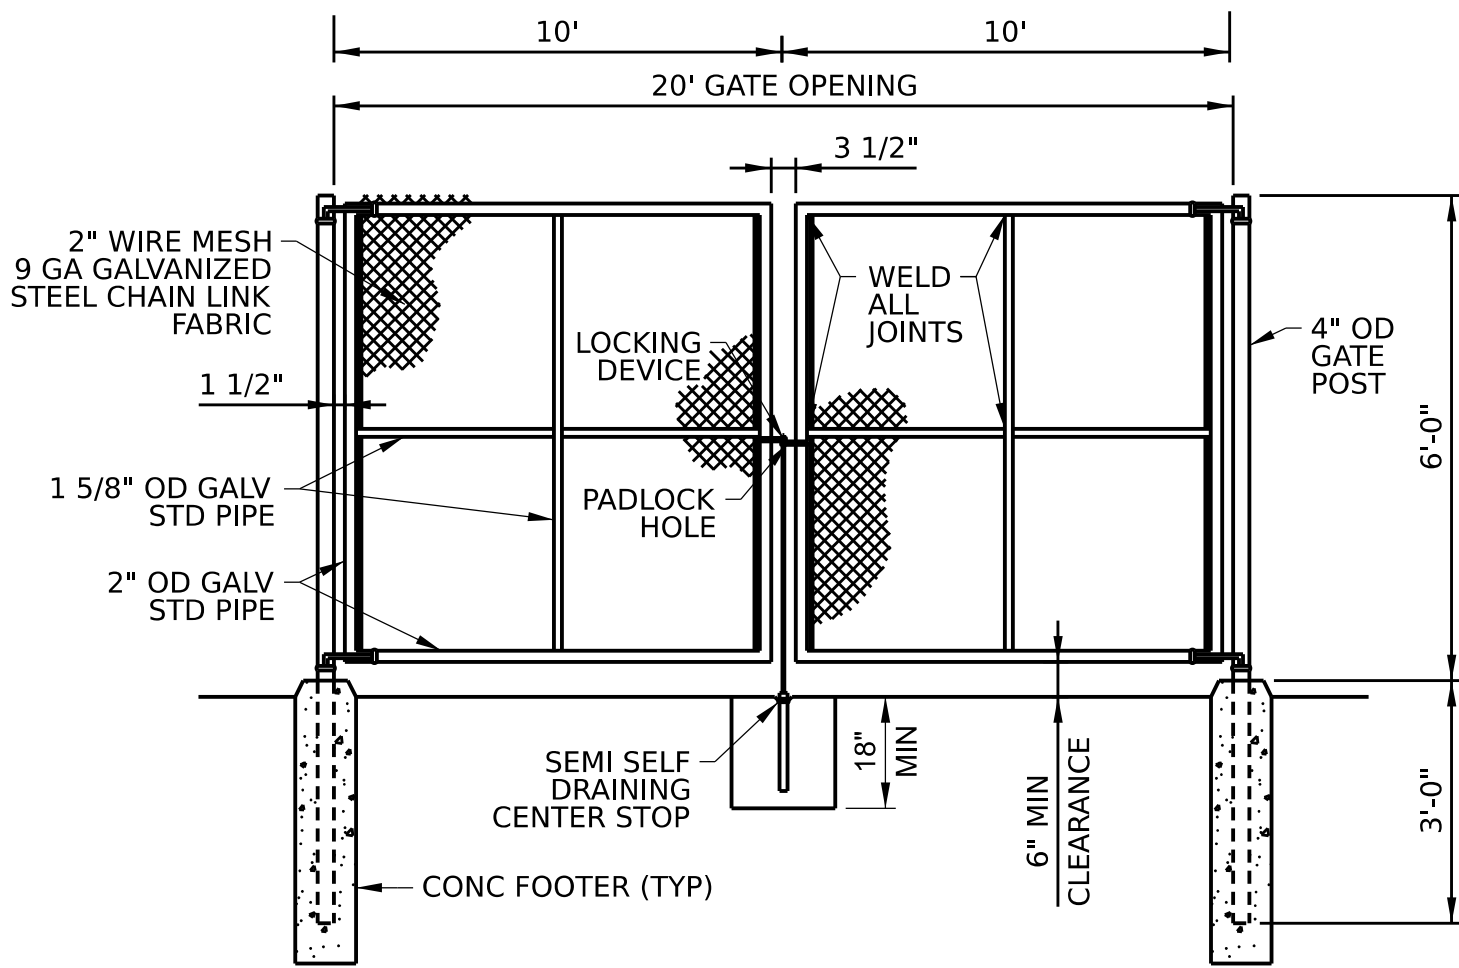 10'
10'
20' GATE OPENING
3 1/2"
2" WIRE MESH
9 GA GALVANIZED
STEEL CHAIN LINK
FABRIC
WELD
ALL
JOINTS
LOCKING
DEVICE
4" OD
GATE
POST
1 1/2"
6'-0"
1 5/8" OD GALV
STD PIPE
PADLOCK
HOLE
2" OD GALV
STD PIPE
SEMI SELF
DRAINING
CENTER STOP
18"
MIN
6" MIN
CLEARANCE
3'-0"
CONC FOOTER (TYP)